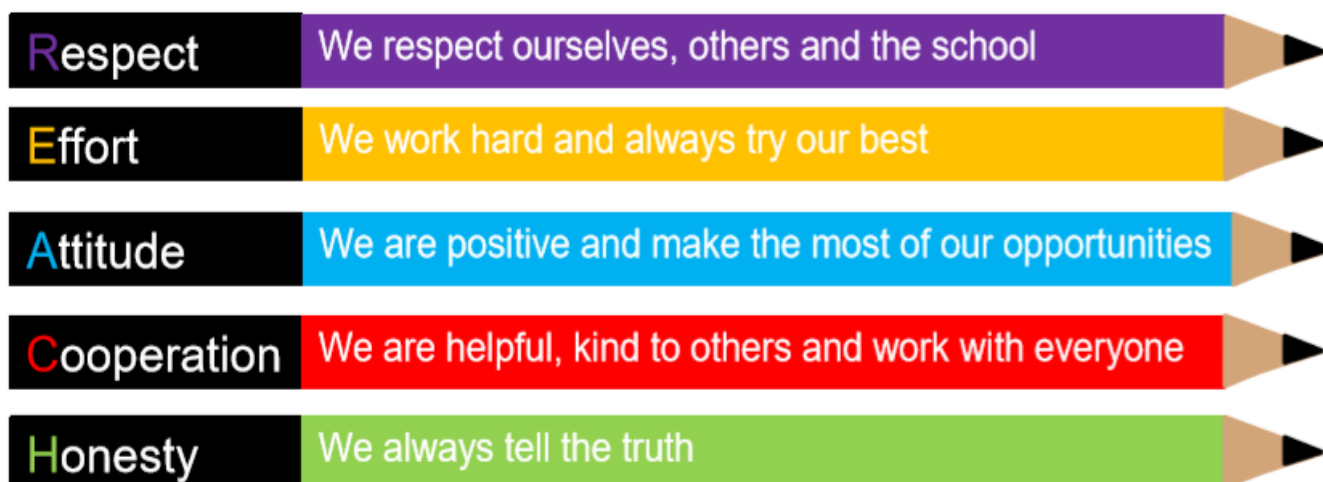 Respect We respect ourselves, others and the school
Effort We work hard and always try our best
Attitude We are positive and make the most of our opportunities
Cooperation We are helpful, kind to others and work with everyone
Honesty We always tell the truth